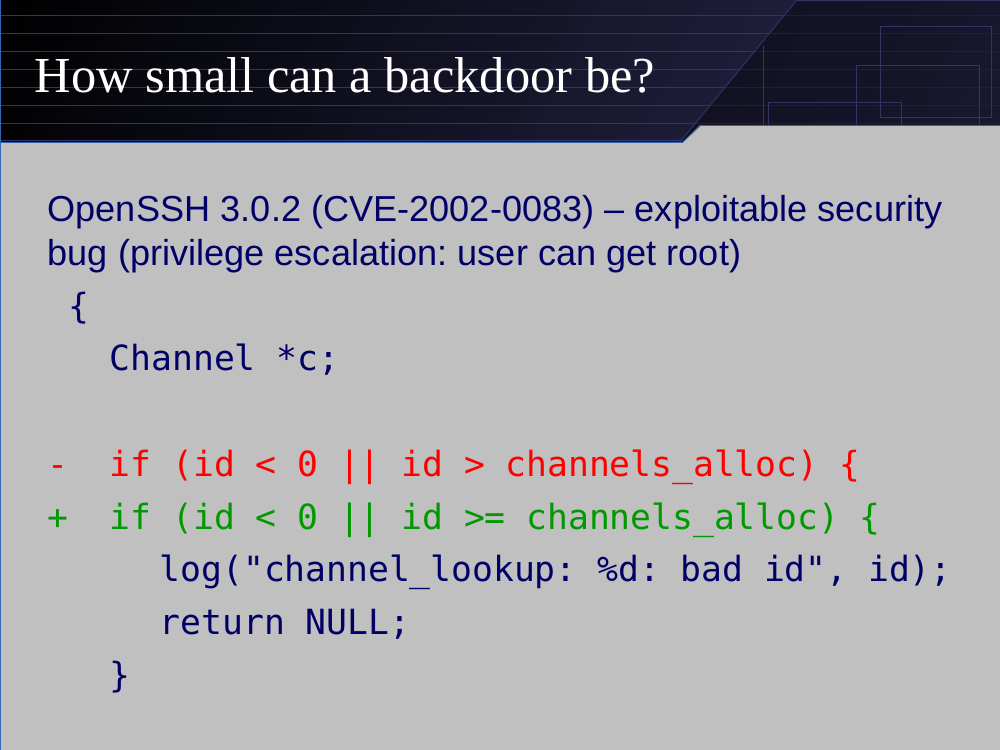 How small can a backdoor be?
OpenSSH 3.0.2 (CVE-2002-0083) – exploitable security
bug (privilege escalation: user can get root)
{
Channel *c;
-  if (id < 0 || id > channels_alloc) {
+  if (id < 0 || id >= channels_alloc) {
log("channel_lookup: %d: bad id", id);
return NULL;
}